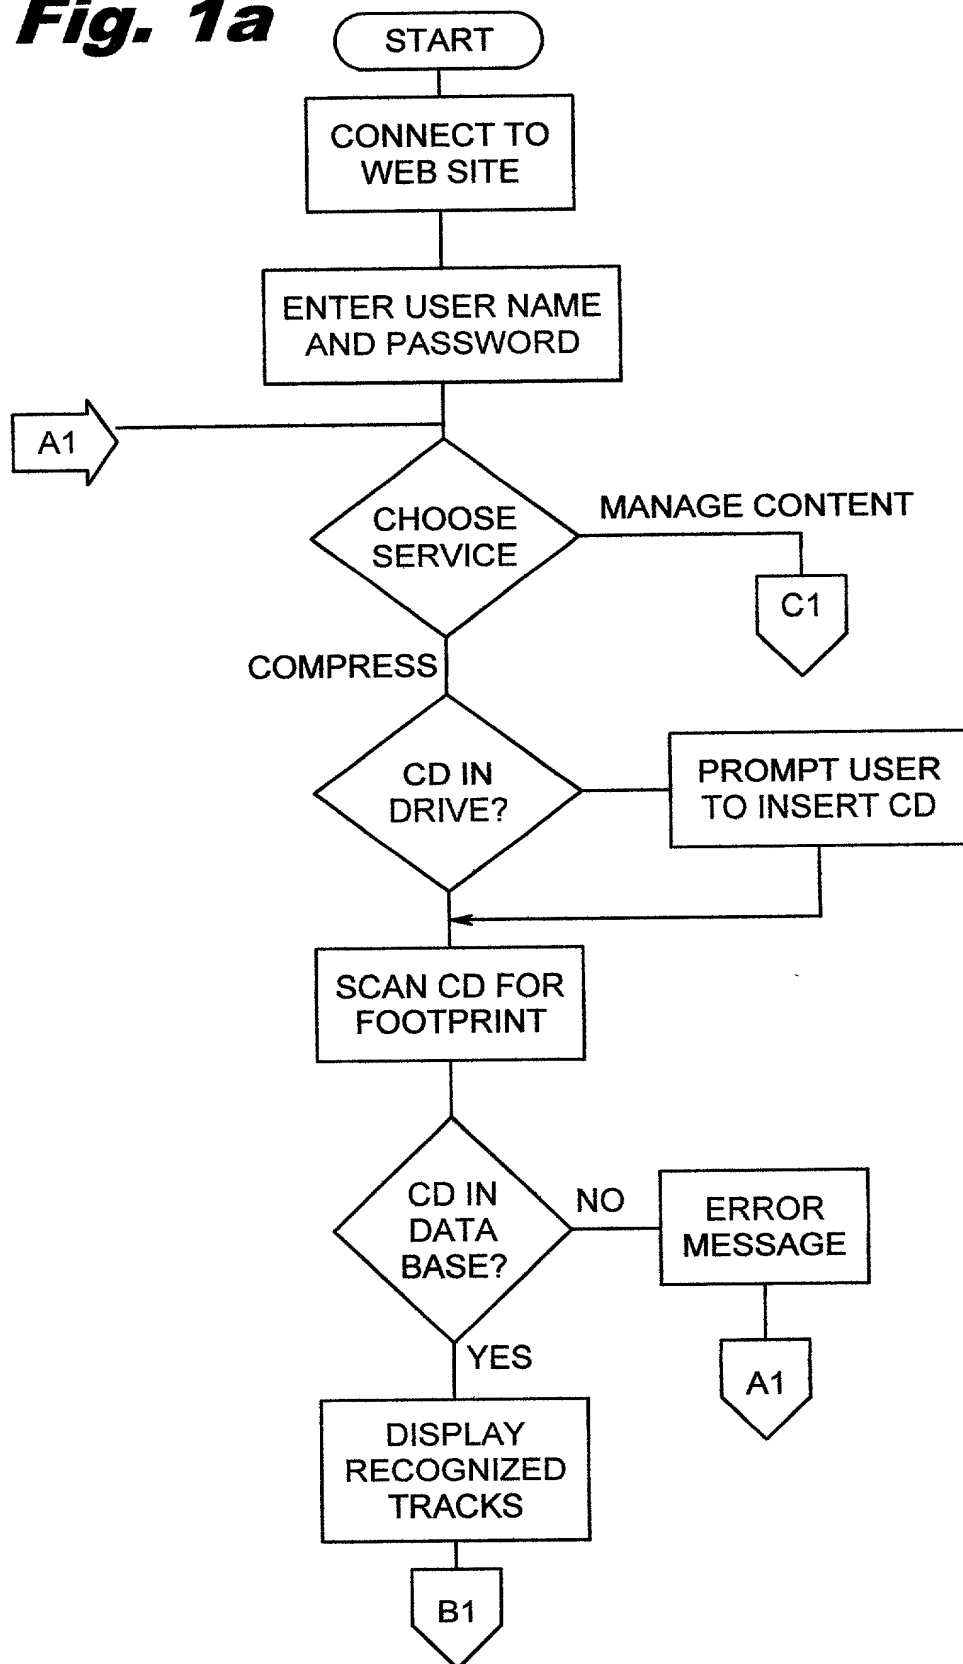 Fig. 1a
START
CONNECT TO
WEB SITE
ENTER USER NAME
AND PASSWORD
A1
CHOOSE
SERVICE
MANAGE CONTENT
C1
COMPRESS
CD IN
DRIVE?
PROMPT USER
TO INSERT CD
SCAN CD FOR
FOOTPRINT
CD IN
DATA
BASE?
NO
ERROR
MESSAGE
YES
A1
DISPLAY
RECOGNIZED
TRACKS
B1